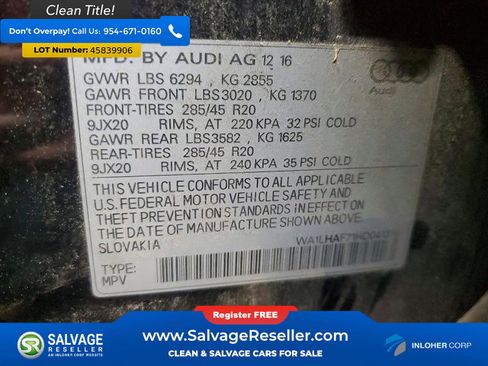 Clean Title!
Don't Overpay! Call Us: 954-671-0160
LOT Number: 45839906
MFD. BY AUDI AG 12 16
GVWR LBS 6294 , KG 2855
GAWR FRONT LBS3020 , KG 1370
FRONT-TIRES 285/45 R20
9JX20 RIMS, AT 220 KPA 32 PSI COLD
GAWR REAR LBS3582 , KG 1625
REAR-TIRES 285/45 R20
9JX20 RIMS, AT 240 KPA 35 PSI COLD
Audi
THIS VEHICLE CONFORMS TO ALL APPLICABLE
U.S. FEDERAL MOTOR VEHICLE SAFETY AND
THEFT PREVENTION STANDARDS IN EFFECT ON
THE DATE OF MANUFACTURE SHOWN ABOVE.
SLOVAKIA
TYPE:
MPV
Register FREE!
SALVAGE
RESELLER
AN INLOHER CORP WEBSITE
www.SalvageReseller.com
CLEAN & SALVAGE CARS FOR SALE
INLOHER CORP